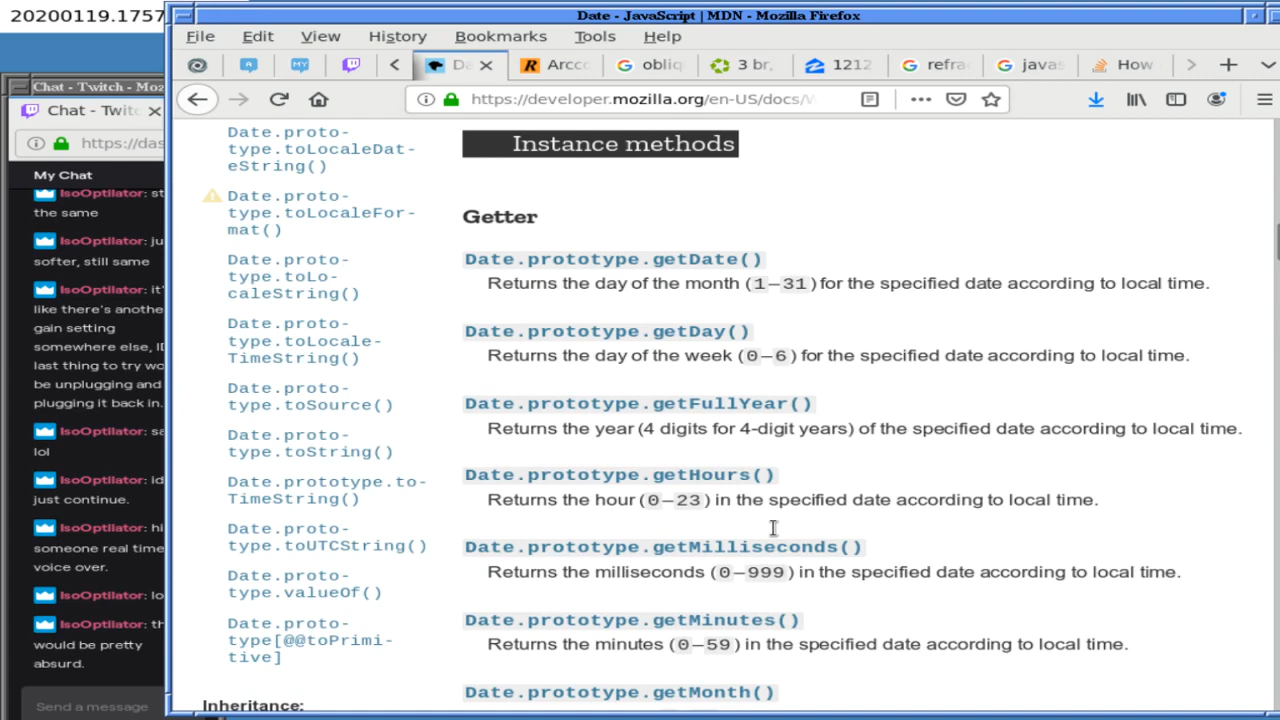 20200119.1757
Chat - Twitch - Moz
Chat - Twitc
https://das
My Chat
IsoOptilator: st
the same
IsoOptilator: ju
softer, still same
IsoOptilator: it'
like there's anothe
gain setting
somewhere else, I
last thing to try wo
be unplugging and
plugging it back in.
IsoOptilator: sa
lol
IsoOptilator: id
just continue.
IsoOptilator: hi
someone real time
voice over.
IsoOptilator: lo
IsoOptilator: th
would be pretty
absurd.
Send a message
Date - JavaScript | MDN - Mozilla Firefox
File Edit View History Bookmarks Tools Help
Da
Arcco
obliq
3 br,
1212
refra
javas
How
https://developer.mozilla.org/en-US/docs/W
Date.proto-
type.toLocaleDat-
eString()
Date.proto-
type.toLocaleFor-
mat()
Date.proto-
type.toLo-
caleString()
Date.proto-
type.toLocale-
TimeString()
Date.proto-
type.toSource()
Date.proto-
type.toString()
Date.prototype.to-
TimeString()
Date.proto-
type.toUTCString()
Date.proto-
type.valueOf()
Date.proto-
type[@@toPrimi-
tive]
Inheritance:
Instance methods
Getter
Date.prototype.getDate()
Returns the day of the month (1–31) for the specified date according to local time.
Date.prototype.getDay()
Returns the day of the week (0–6) for the specified date according to local time.
Date.prototype.getFullYear()
Returns the year (4 digits for 4-digit years) of the specified date according to local time.
Date.prototype.getHours()
Returns the hour (0–23) in the specified date according to local time.
Date.prototype.getMilliseconds()
Returns the milliseconds (0–999) in the specified date according to local time.
Date.prototype.getMinutes()
Returns the minutes (0–59) in the specified date according to local time.
Date.prototype.getMonth()